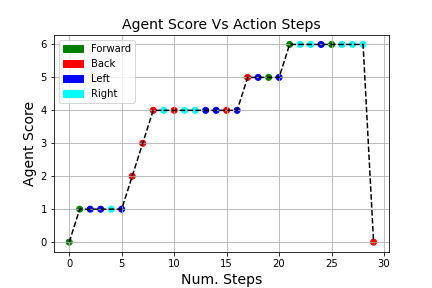 Agent Score Vs Action Steps
6
5
4
3
2
1
0
Agent Score
Forward
Back
Left
Right
0 5 10 15 20 25 30
Num. Steps